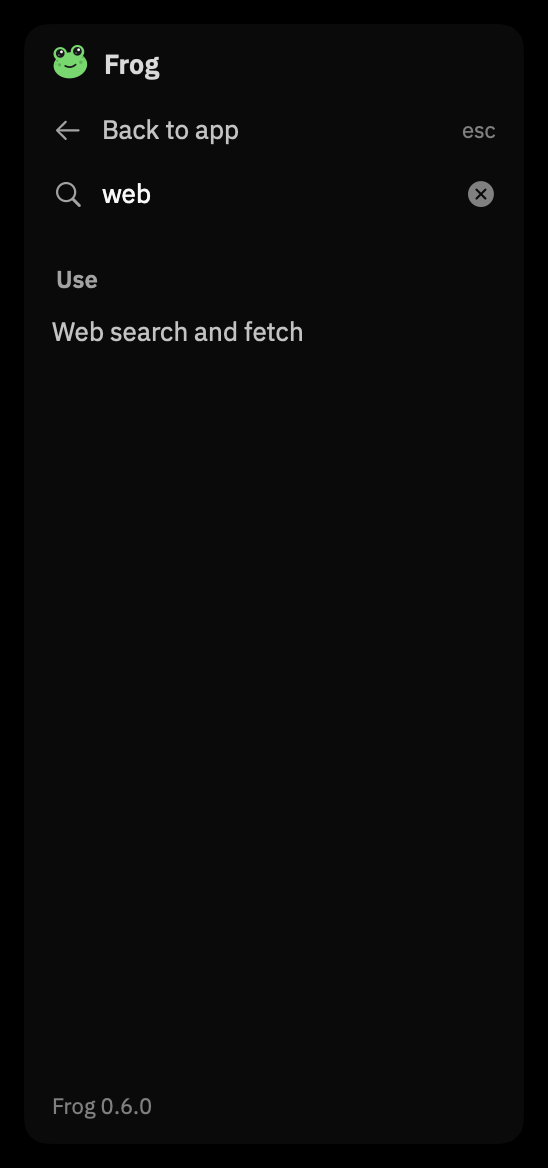 Frog
Back to app esc
web
Use
Web search and fetch
Frog 0.6.0